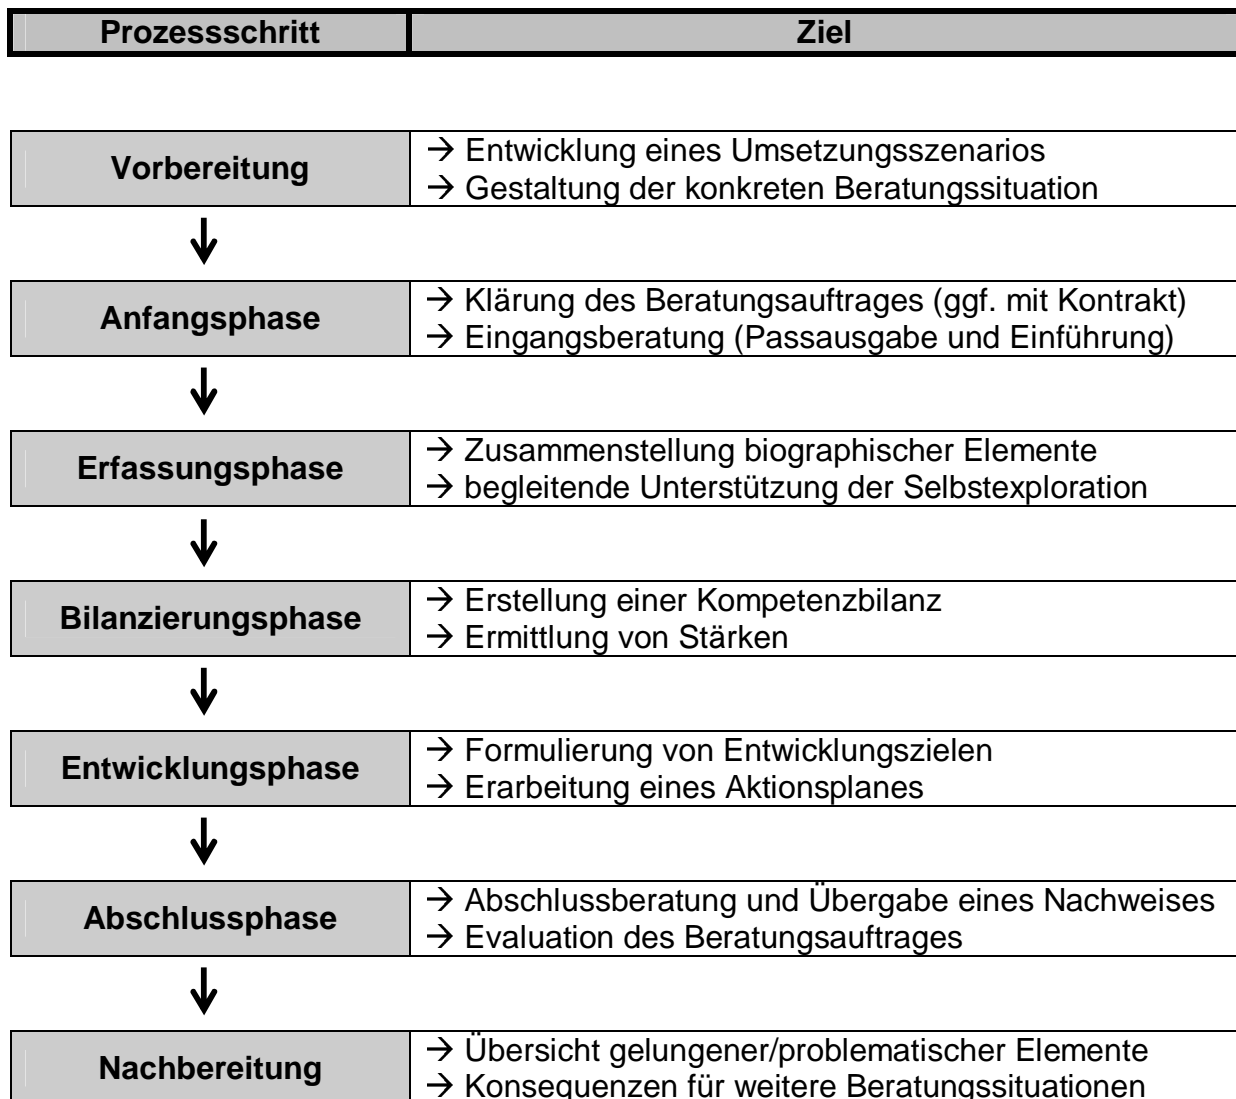 Prozessschritt Ziel
Vorbereitung
→ Entwicklung eines Umsetzungsszenarios
→ Gestaltung der konkreten Beratungssituation
Anfangsphase
→ Klärung des Beratungsauftrages (ggf. mit Kontrakt)
→ Eingangsberatung (Passausgabe und Einführung)
Erfassungsphase
→ Zusammenstellung biographischer Elemente
→ begleitende Unterstützung der Selbstexploration
Bilanzierungsphase
→ Erstellung einer Kompetenzbilanz
→ Ermittlung von Stärken
Entwicklungsphase
→ Formulierung von Entwicklungszielen
→ Erarbeitung eines Aktionsplanes
Abschlussphase
→ Abschlussberatung und Übergabe eines Nachweises
→ Evaluation des Beratungsauftrages
Nachbereitung
→ Übersicht gelungener/problematischer Elemente
→ Konsequenzen für weitere Beratungssituationen